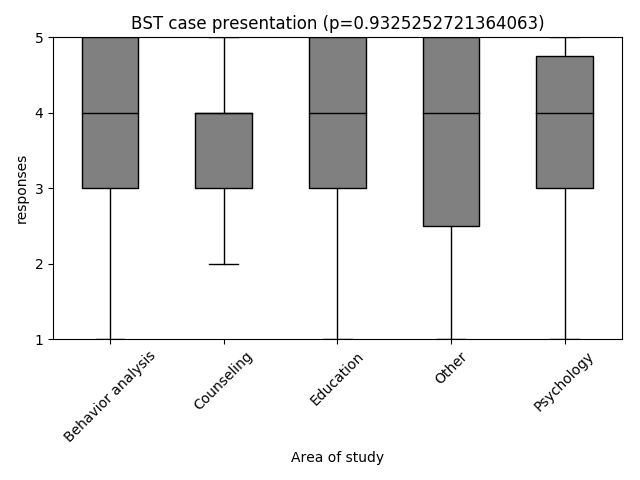 BST case presentation (p=0.9325252721364063)
5
4
3
2
1
responses
Behavior analysis
Counseling
Education
Other
Psychology
Area of study